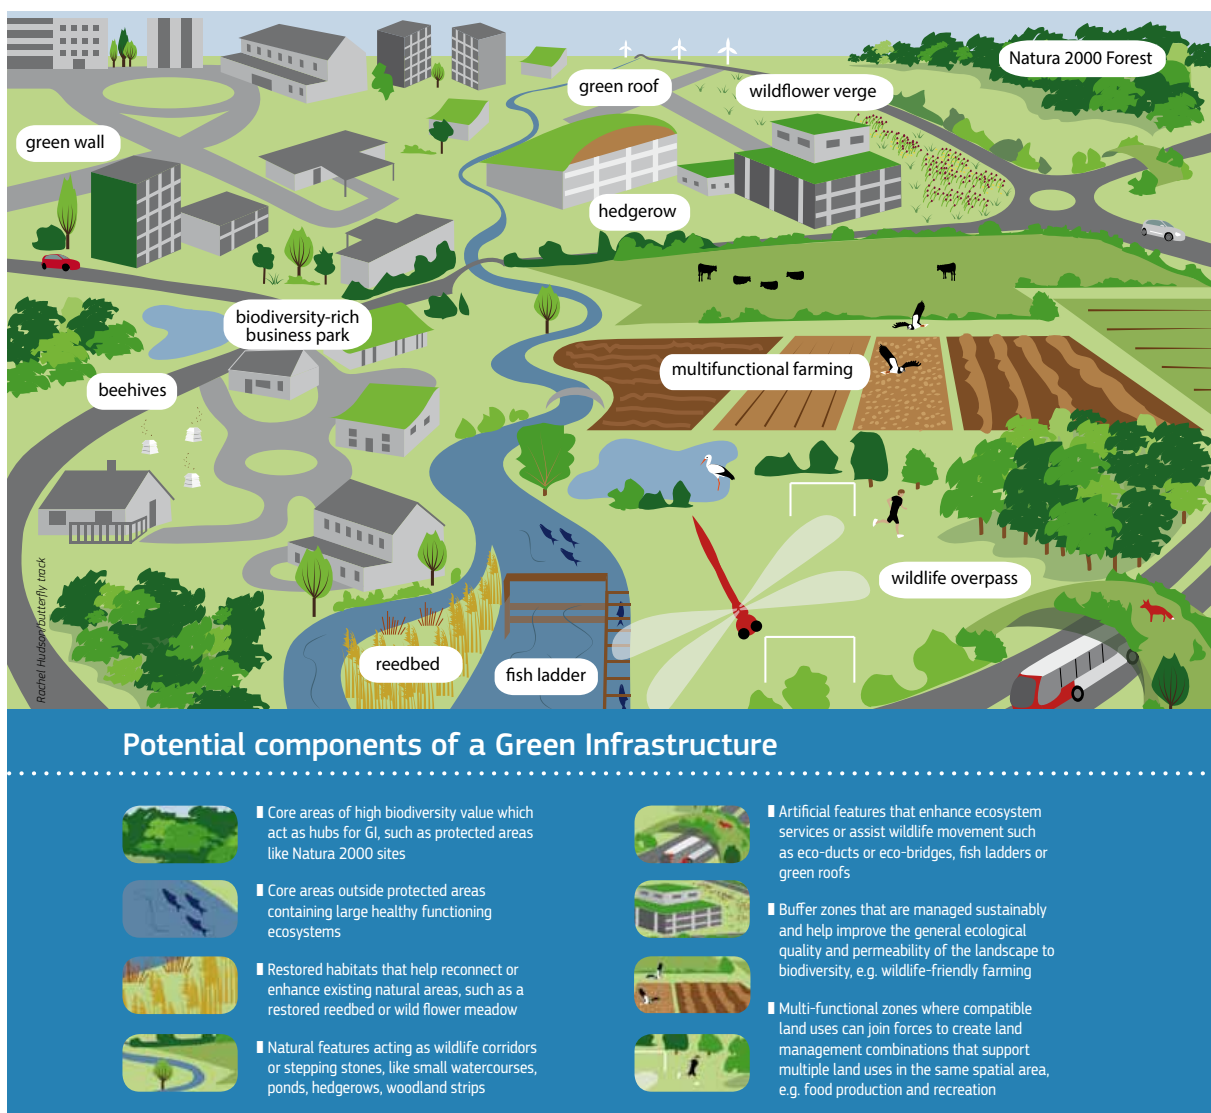 Natura 2000 Forest
green roof
wildflower verge
green wall
hedgerow
biodiversity-rich
business park
multifunctional farming
beehives
wildlife overpass
reedbed
fish ladder
Rachel Hudson/butterfly track
Potential components of a Green Infrastructure
Core areas of high biodiversity value which
act as hubs for GI, such as protected areas
like Natura 2000 sites
Core areas outside protected areas
containing large healthy functioning
ecosystems
Restored habitats that help reconnect or
enhance existing natural areas, such as a
restored reedbed or wild flower meadow
Natural features acting as wildlife corridors
or stepping stones, like small watercourses,
ponds, hedgerows, woodland strips
Artificial features that enhance ecosystem
services or assist wildlife movement such
as eco-ducts or eco-bridges, fish ladders or
green roofs
Buffer zones that are managed sustainably
and help improve the general ecological
quality and permeability of the landscape to
biodiversity, e.g. wildlife-friendly farming
Multi-functional zones where compatible
land uses can join forces to create land
management combinations that support
multiple land uses in the same spatial area,
e.g. food production and recreation